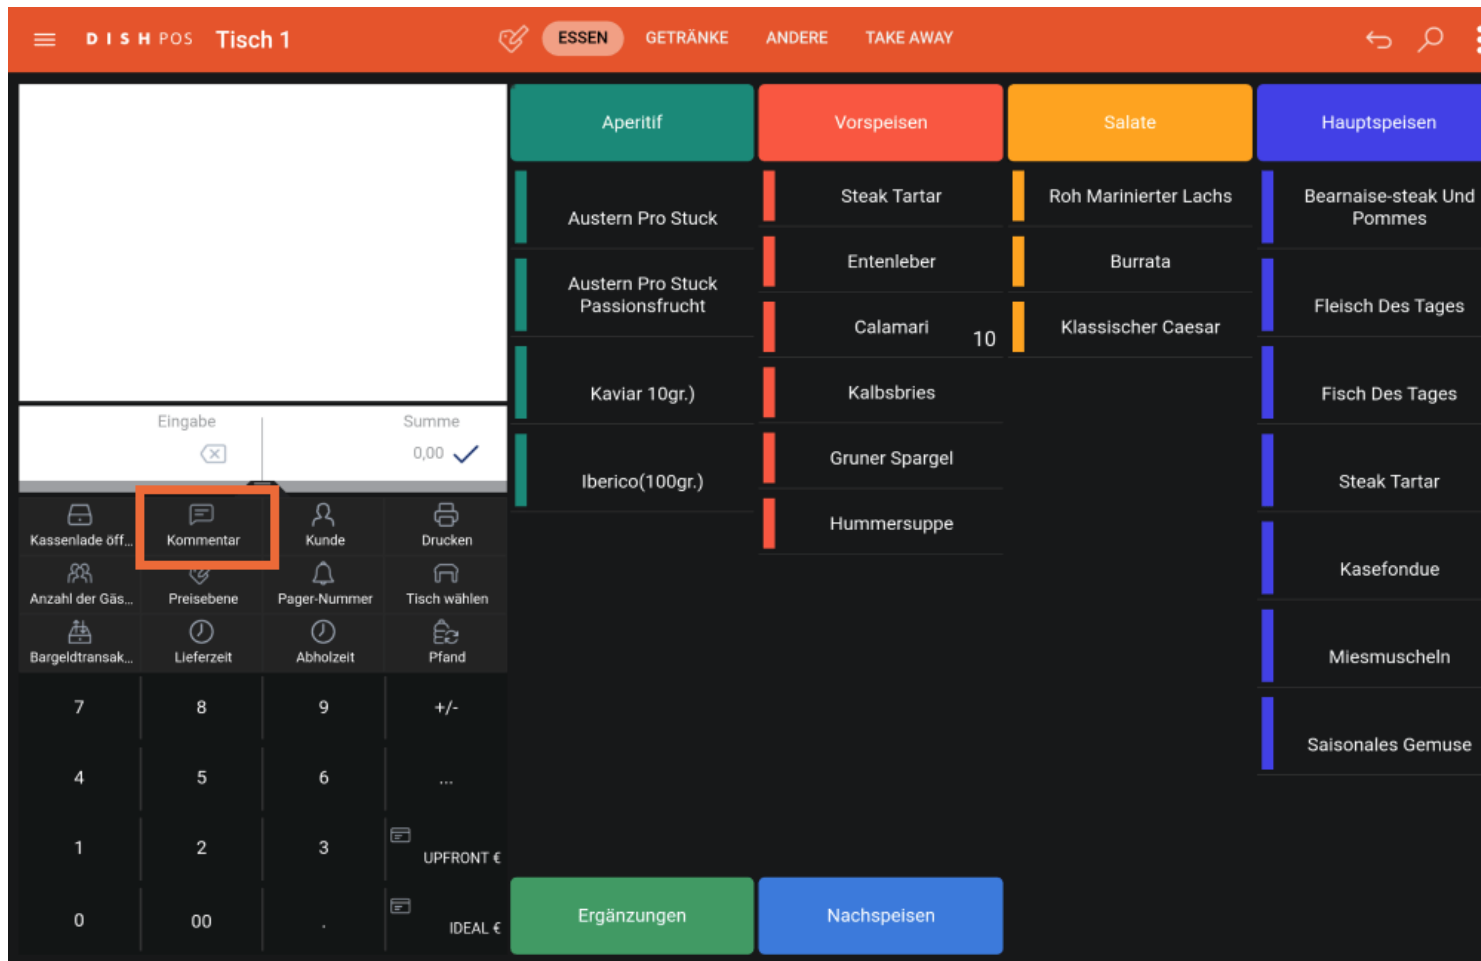 DISH POS Tisch 1
ESSEN GETRÄNKE ANDERE TAKE AWAY
Aperitif
Austern Pro Stuck
Austern Pro Stuck
Passionsfrucht
Kaviar 10gr.)
Iberico(100gr.)
Vorspeisen
Steak Tartar
Entenleber
Calamari 10
Kalbsbries
Gruner Spargel
Hummersuppe
Salate
Roh Marinierter Lachs
Burrata
Klassischer Caesar
Hauptspeisen
Bearnaise-steak Und
Pommes
Fleisch Des Tages
Fisch Des Tages
Steak Tartar
Kasefondue
Miesmuscheln
Saisonales Gemuse
Ergänzungen
Nachspeisen
Eingabe Summe
0,00
Kassenlade öff... Kommentar Kunde Drucken
Anzahl der Gäs... Preisebene Pager-Nummer Tisch wählen
Bargeldtransak... Lieferzeit Abholzeit Pfand
7 8 9 +/-
4 5 6 ...
1 2 3 UPFRONT €
0 00 . IDEAL €